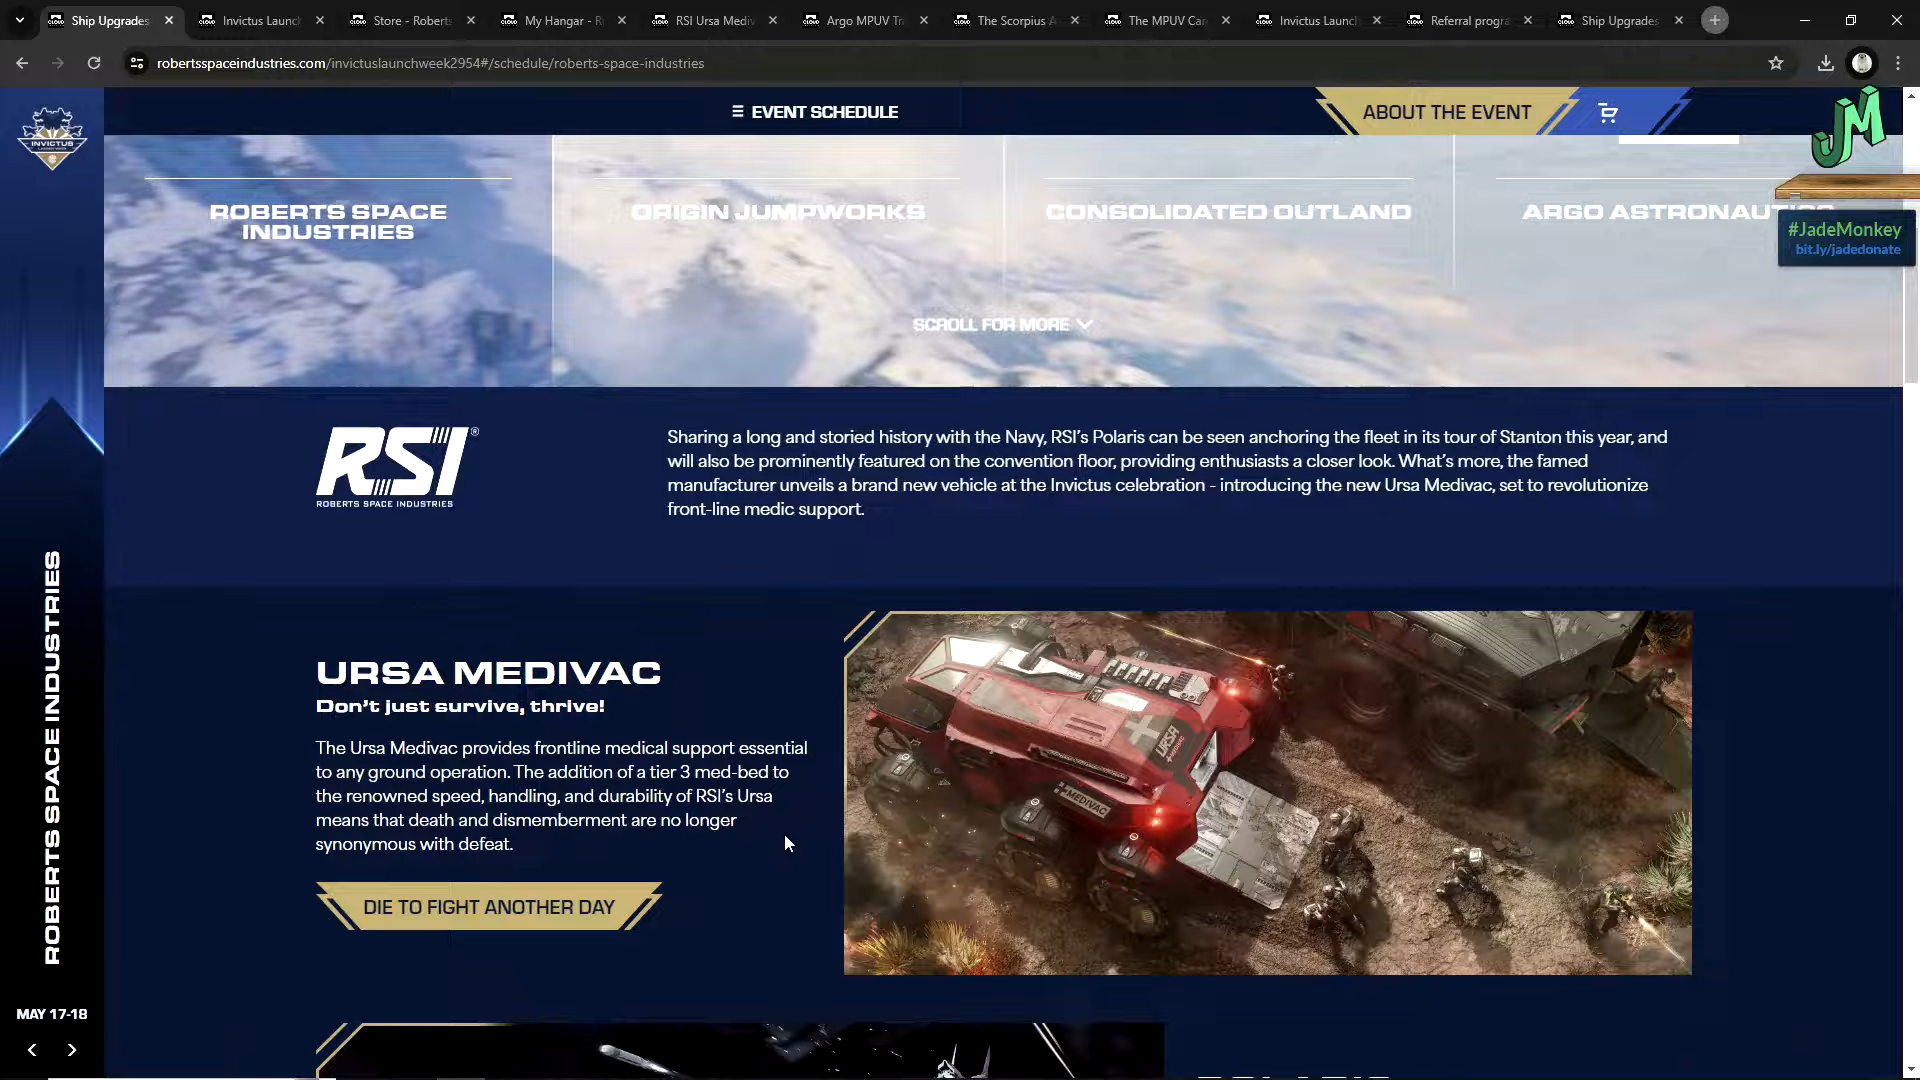 Ship Upgrades
Invictus Launch
Store - Roberts
My Hangar - R
RSI Ursa Mediv
Argo MPUV Tr
The Scorpius A
The MPUV Car
Invictus Launch
Referral progra
Ship Upgrades
robertsspaceindustries.com/invictuslaunchweek2954#/schedule/roberts-space-industries
INVICTUS
EVENT SCHEDULE
ABOUT THE EVENT
JM
#JadeMonkey
bit.ly/jadedonate
ROBERTS SPACE
INDUSTRIES
ORIGIN JUMPWORKS
CONSOLIDATED OUTLAND
ARGO ASTRONAUTICS
SCROLL FOR MORE
RSI®
ROBERTS SPACE INDUSTRIES
Sharing a long and storied history with the Navy, RSI's Polaris can be seen anchoring the fleet in its tour of Stanton this year, and
will also be prominently featured on the convention floor, providing enthusiasts a closer look. What's more, the famed
manufacturer unveils a brand new vehicle at the Invictus celebration - introducing the new Ursa Medivac, set to revolutionize
front-line medic support.
URSA MEDIVAC
Don't just survive, thrive!
The Ursa Medivac provides frontline medical support essential
to any ground operation. The addition of a tier 3 med-bed to
the renowned speed, handling, and durability of RSI's Ursa
means that death and dismemberment are no longer
synonymous with defeat.
DIE TO FIGHT ANOTHER DAY
URSA
MEDIVAC
MEDIVAC
ROBERTS SPACE INDUSTRIES
MAY 17-18